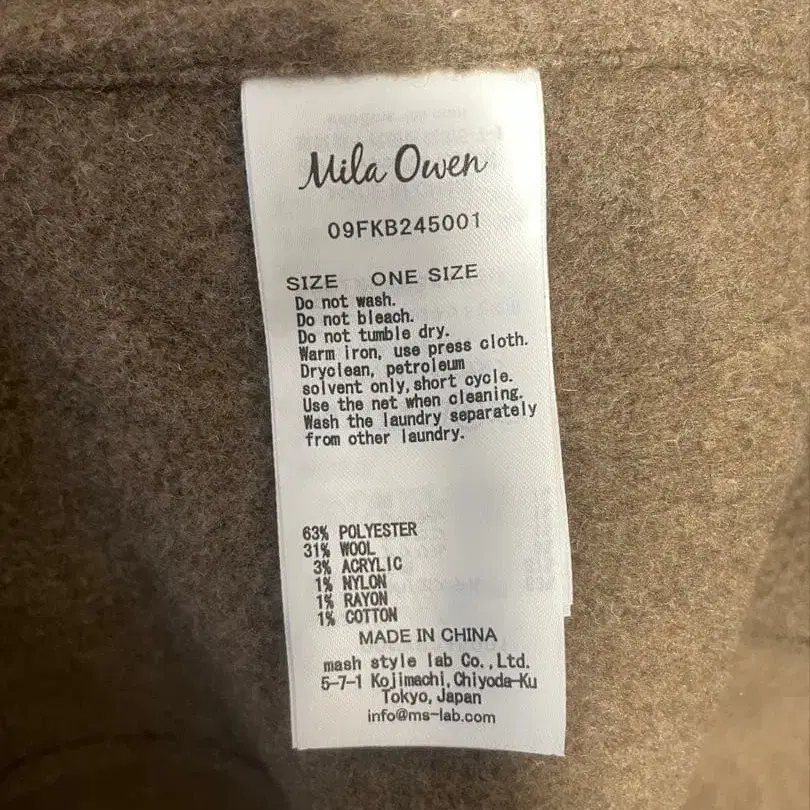 Mila Owen
09FKB245001
SIZE ONE SIZE
Do not wash.
Do not bleach.
Do not tumble dry.
Warm iron, use press cloth.
Dryclean, petroleum
solvent only, short cycle.
Use the net when cleaning.
Wash the laundry separately
from other laundry.
63% POLYESTER
31% WOOL
3% ACRYLIC
1% NYLON
1% RAYON
1% COTTON
MADE IN CHINA
mash style lab Co., Ltd.
5-7-1 Kojimachi, Chiyoda-Ku
Tokyo, Japan
info@ms-lab.com